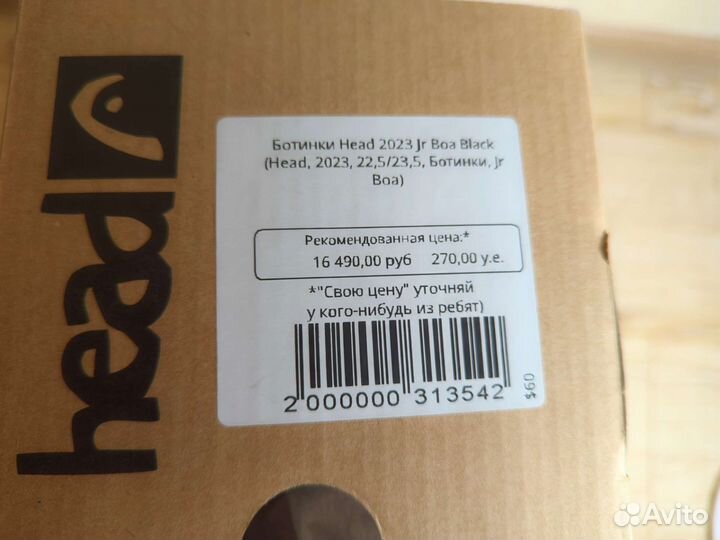 head
Ботинки Head 2023 Jr Boa Black
(Head, 2023, 22,5/23,5, Ботинки, Jr
Boa)
Рекомендованная цена:*
16 490,00 руб 270,00 у.е.
*"Свою цену" уточняй
у кого-нибудь из ребят)
2 000000 313542
$60
Avito